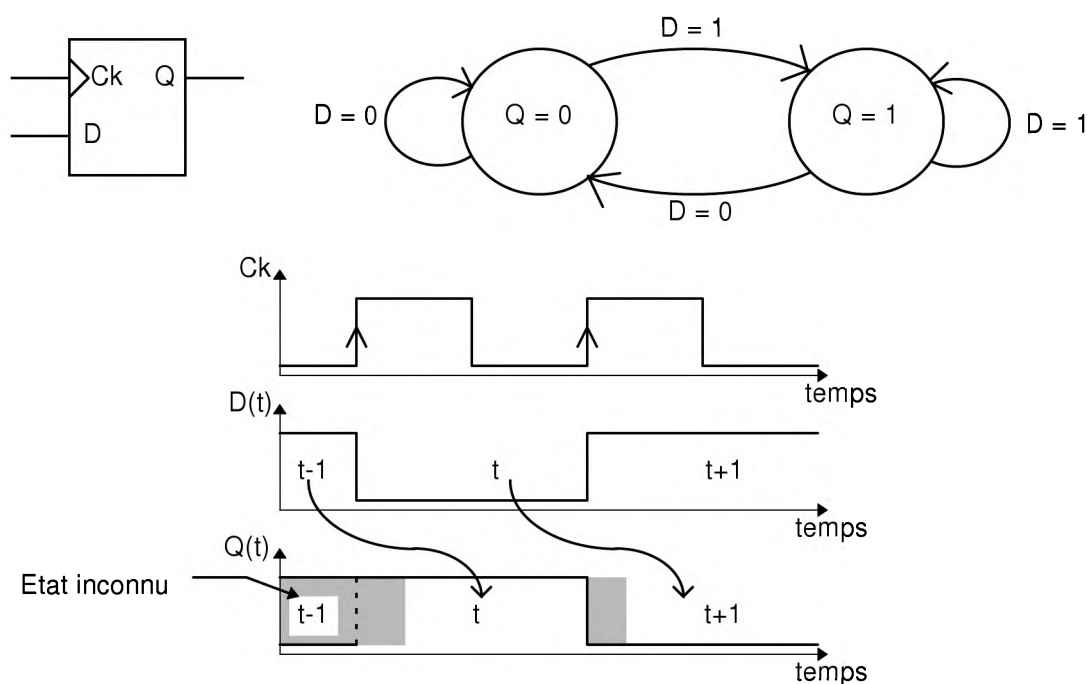 Ck Q
D
D = 1
D = 0
Q = 0
Q = 1
D = 1
D = 0
Ck
temps
D(t)
t-1
t
t+1
temps
Q(t)
Etat inconnu
t-1
t
t+1
temps